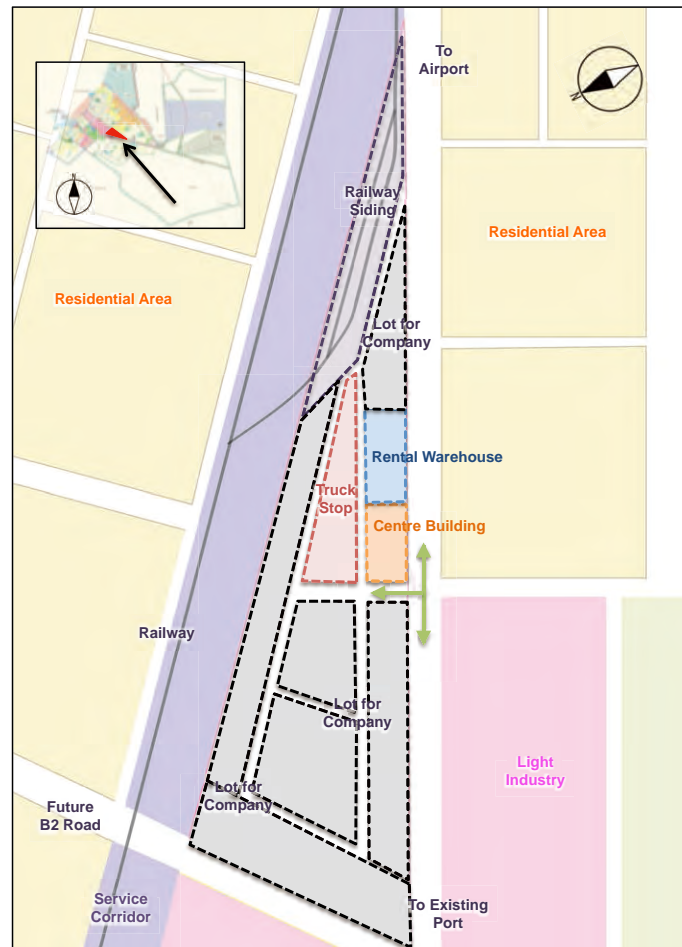 To
Airport
N
Railway
Siding
Residential Area
Residential Area
Lot for
Company
Rental Warehouse
Truck
Stop
Centre Building
Railway
Lot for
Company
Light
Industry
Lot for
Company
Future
B2 Road
Service
Corridor
To Existing
Port